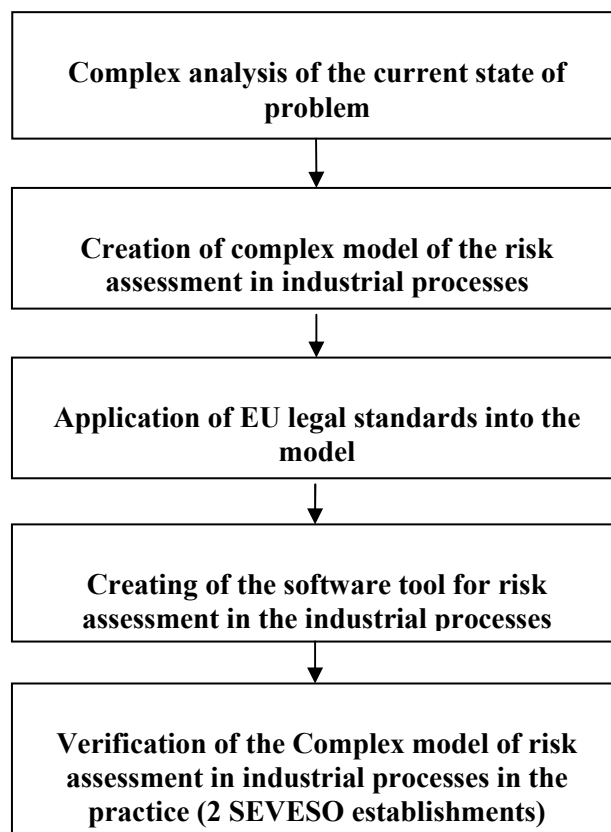 Complex analysis of the current state of
problem
Creation of complex model of the risk
assessment in industrial processes
Application of EU legal standards into the
model
Creating of the software tool for risk
assessment in the industrial processes
Verification of the Complex model of risk
assessment in industrial processes in the
practice (2 SEVESO establishments)